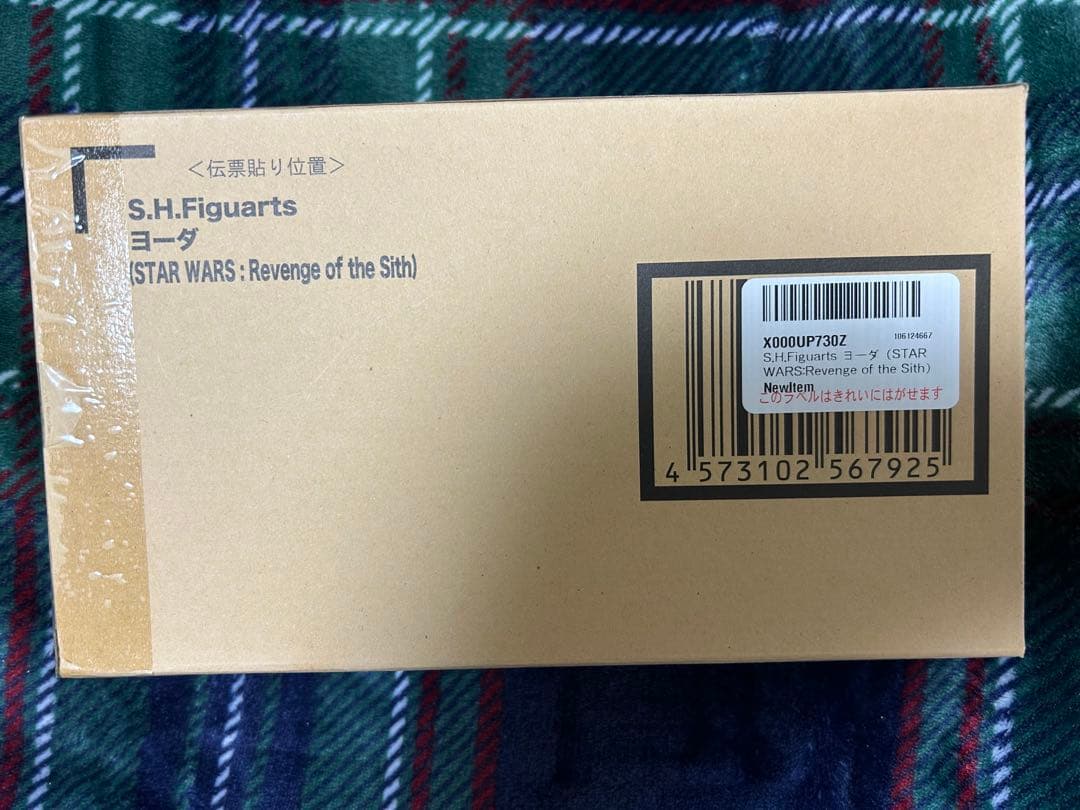 <伝票貼り位置>
S.H.Figuarts
ヨーダ
(STAR WARS : Revenge of the Sith)
X000UP730Z
106124667
S.H.Figuarts ヨーダ (STAR
WARS:Revenge of the Sith)
NewItem
このラベルはきれいにはがせます
4 573102 567925